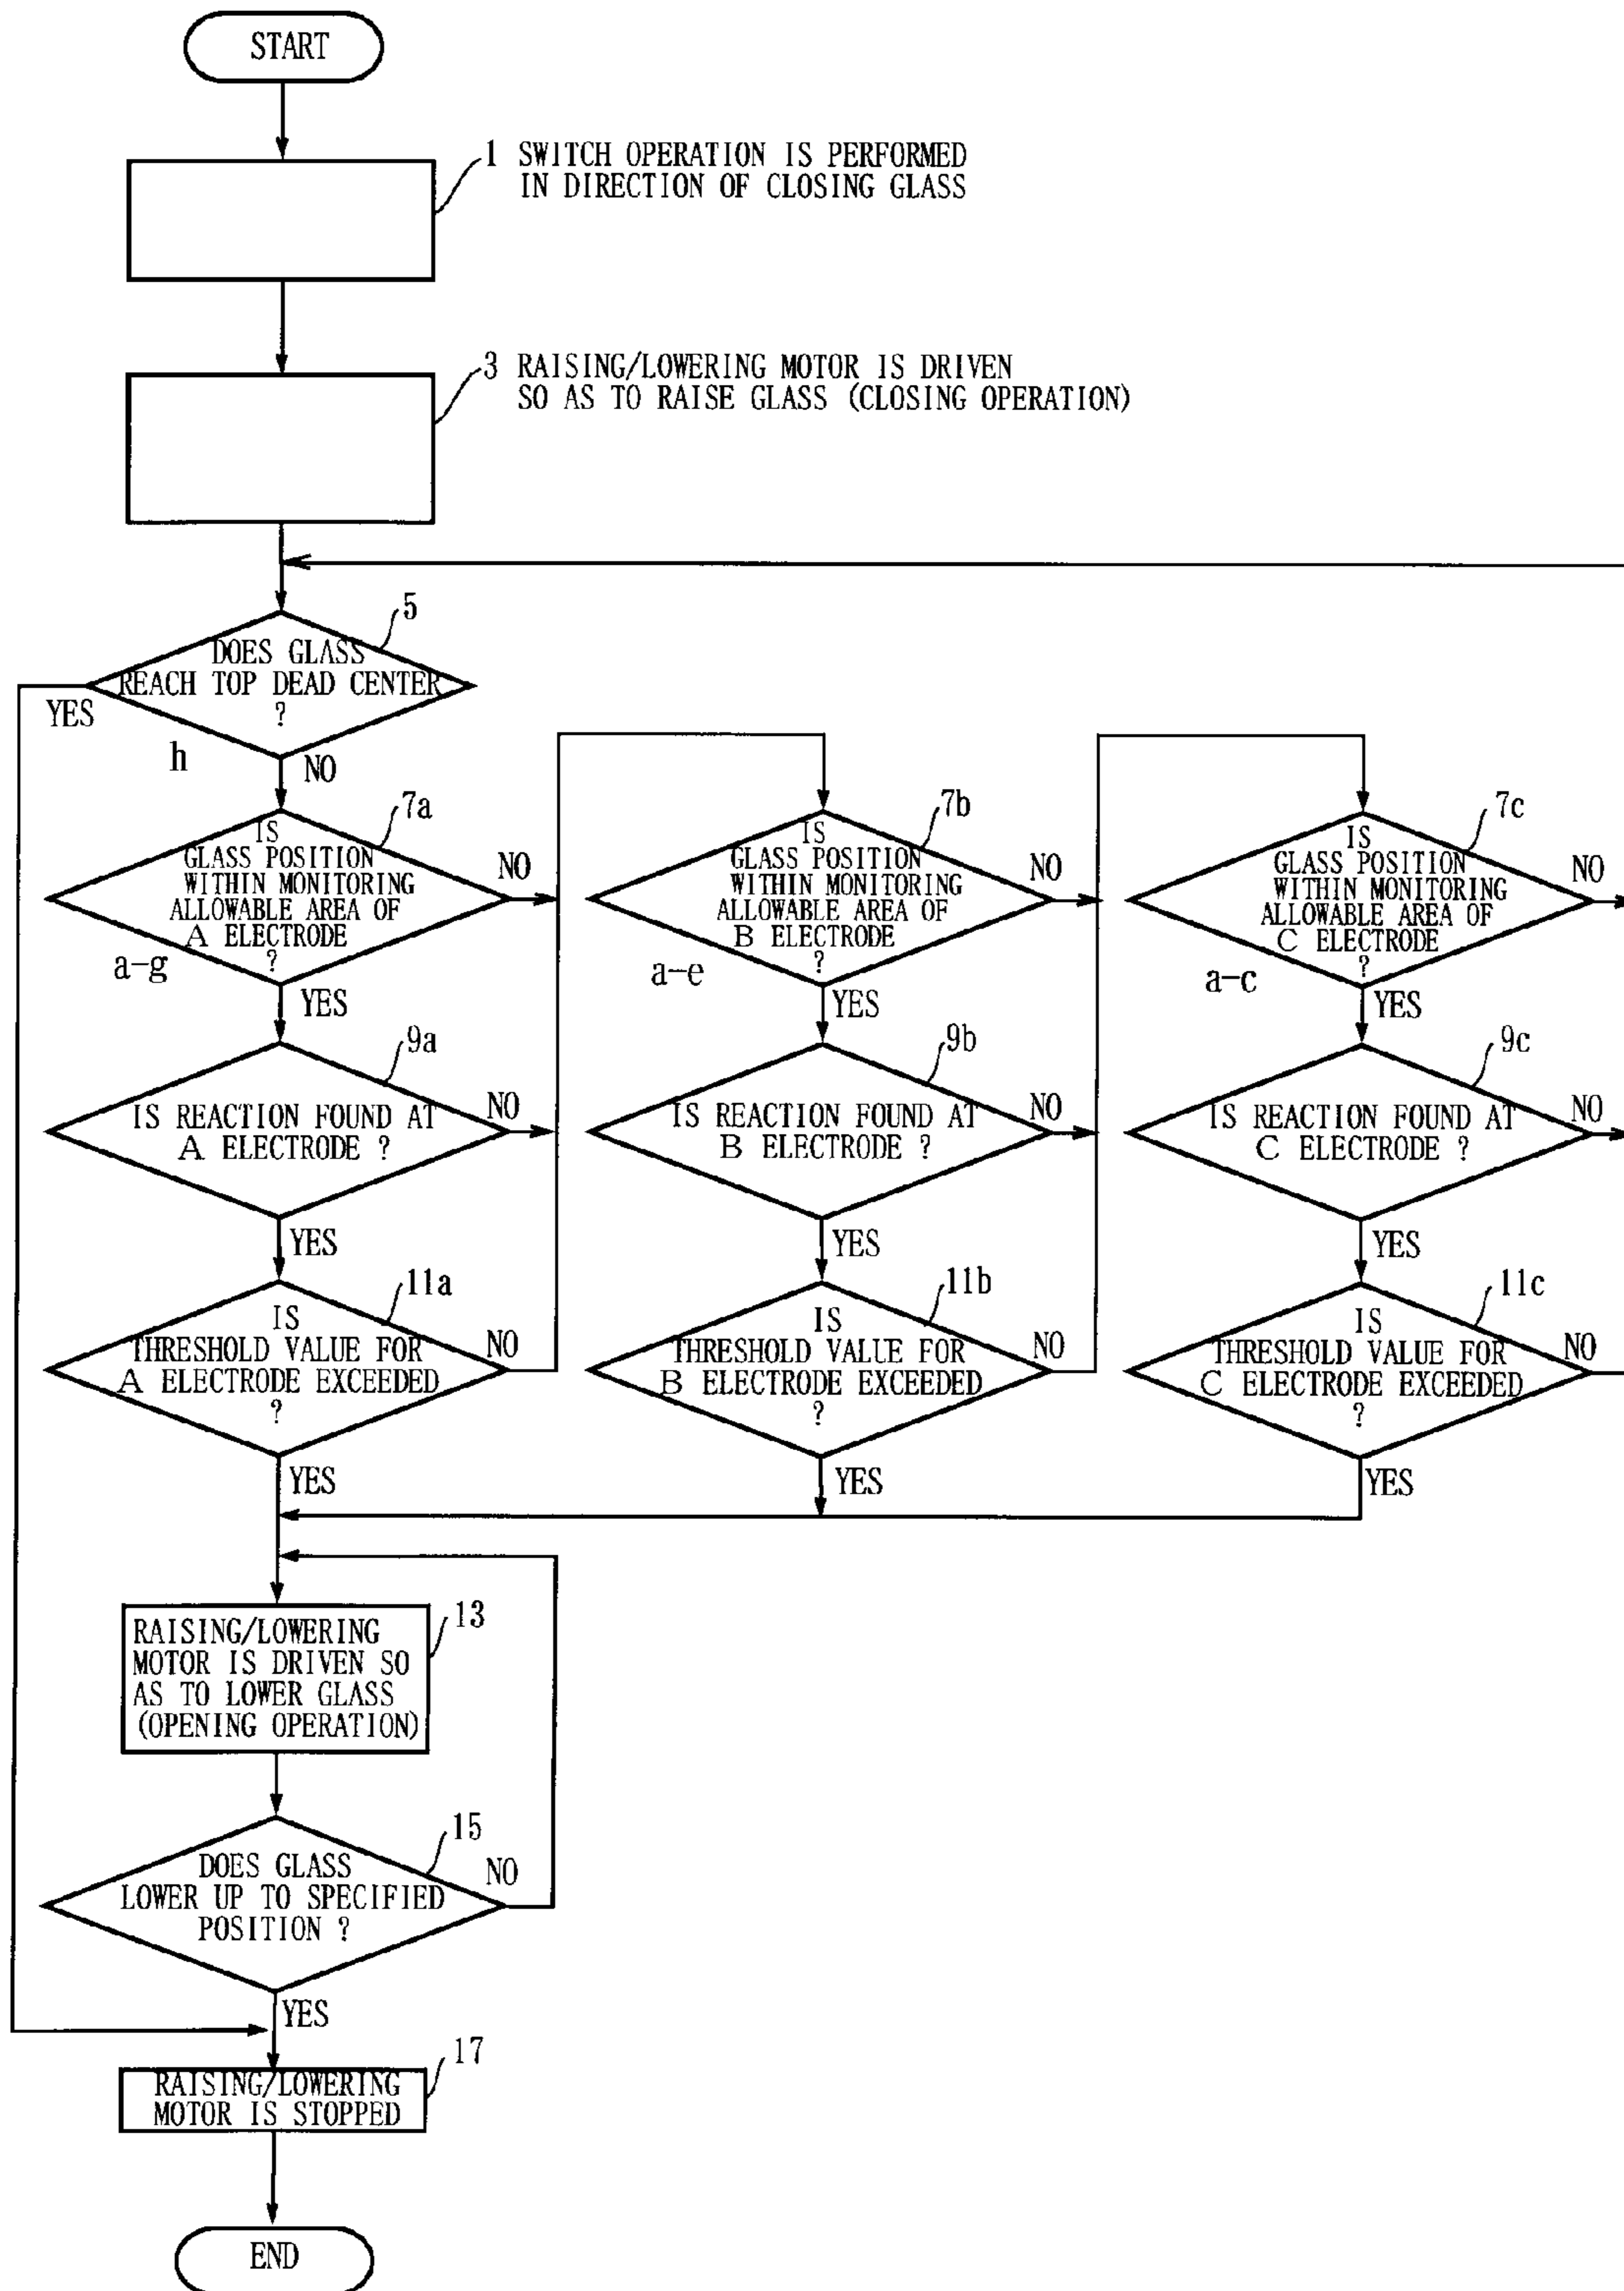 START
1 SWITCH OPERATION IS PERFORMED
IN DIRECTION OF CLOSING GLASS
3 RAISING/LOWERING MOTOR IS DRIVEN
SO AS TO RAISE GLASS (CLOSING OPERATION)
5
DOES GLASS
REACH TOP DEAD CENTER
?
YES
h
NO
7a
IS
GLASS POSITION
WITHIN MONITORING
ALLOWABLE AREA OF
A ELECTRODE
?
NO
a-g
YES
7b
IS
GLASS POSITION
WITHIN MONITORING
ALLOWABLE AREA OF
B ELECTRODE
?
NO
a-e
YES
7c
IS
GLASS POSITION
WITHIN MONITORING
ALLOWABLE AREA OF
C ELECTRODE
?
NO
a-c
YES
9a
IS REACTION FOUND AT
A ELECTRODE ?
NO
YES
9b
IS REACTION FOUND AT
B ELECTRODE ?
NO
YES
9c
IS REACTION FOUND AT
C ELECTRODE ?
NO
YES
11a
IS
THRESHOLD VALUE FOR
A ELECTRODE EXCEEDED
?
NO
YES
11b
IS
THRESHOLD VALUE FOR
B ELECTRODE EXCEEDED
?
NO
YES
11c
IS
THRESHOLD VALUE FOR
C ELECTRODE EXCEEDED
?
NO
YES
13
RAISING/LOWERING
MOTOR IS DRIVEN SO
AS TO LOWER GLASS
(OPENING OPERATION)
15
DOES GLASS
LOWER UP TO SPECIFIED
POSITION ?
NO
YES
17
RAISING/LOWERING
MOTOR IS STOPPED
END